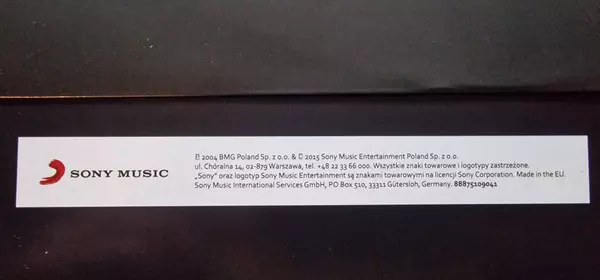 SONY MUSIC
℗ 2004 BMG Poland Sp. z o.o. & © 2015 Sony Music Entertainment Poland Sp. z o.o.
ul. Chóralna 14, 02-879 Warszawa, tel. +48 22 33 66 000. Wszystkie znaki towarowe i logotypy zastrzeżone.
„Sony” oraz logotyp Sony Music Entertainment są znakami towarowymi na licencji Sony Corporation. Made in the EU.
Sony Music International Services GmbH, PO Box 510, 33311 Gütersloh, Germany. 88875109041